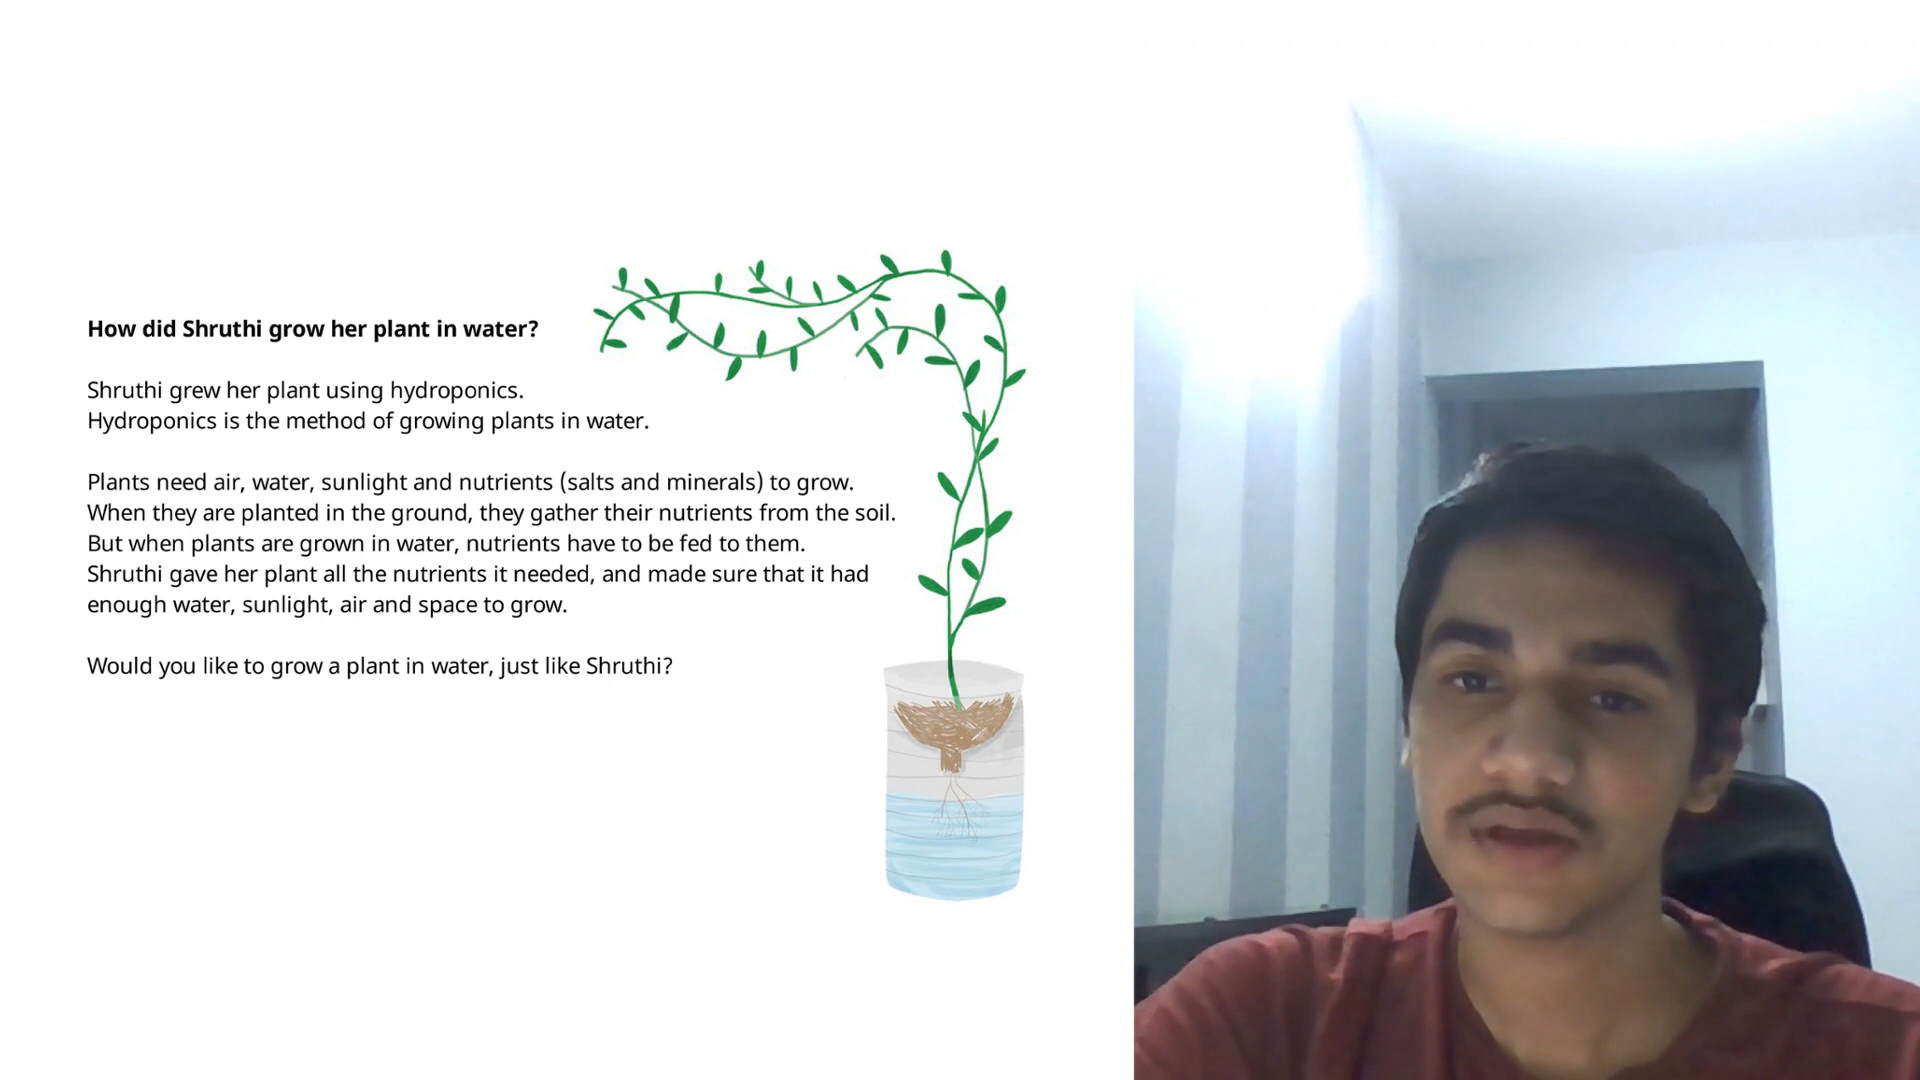 How did Shruthi grow her plant in water?
Shruthi grew her plant using hydroponics.
Hydroponics is the method of growing plants in water.
Plants need air, water, sunlight and nutrients (salts and minerals) to grow.
When they are planted in the ground, they gather their nutrients from the soil.
But when plants are grown in water, nutrients have to be fed to them.
Shruthi gave her plant all the nutrients it needed, and made sure that it had
enough water, sunlight, air and space to grow.
Would you like to grow a plant in water, just like Shruthi?